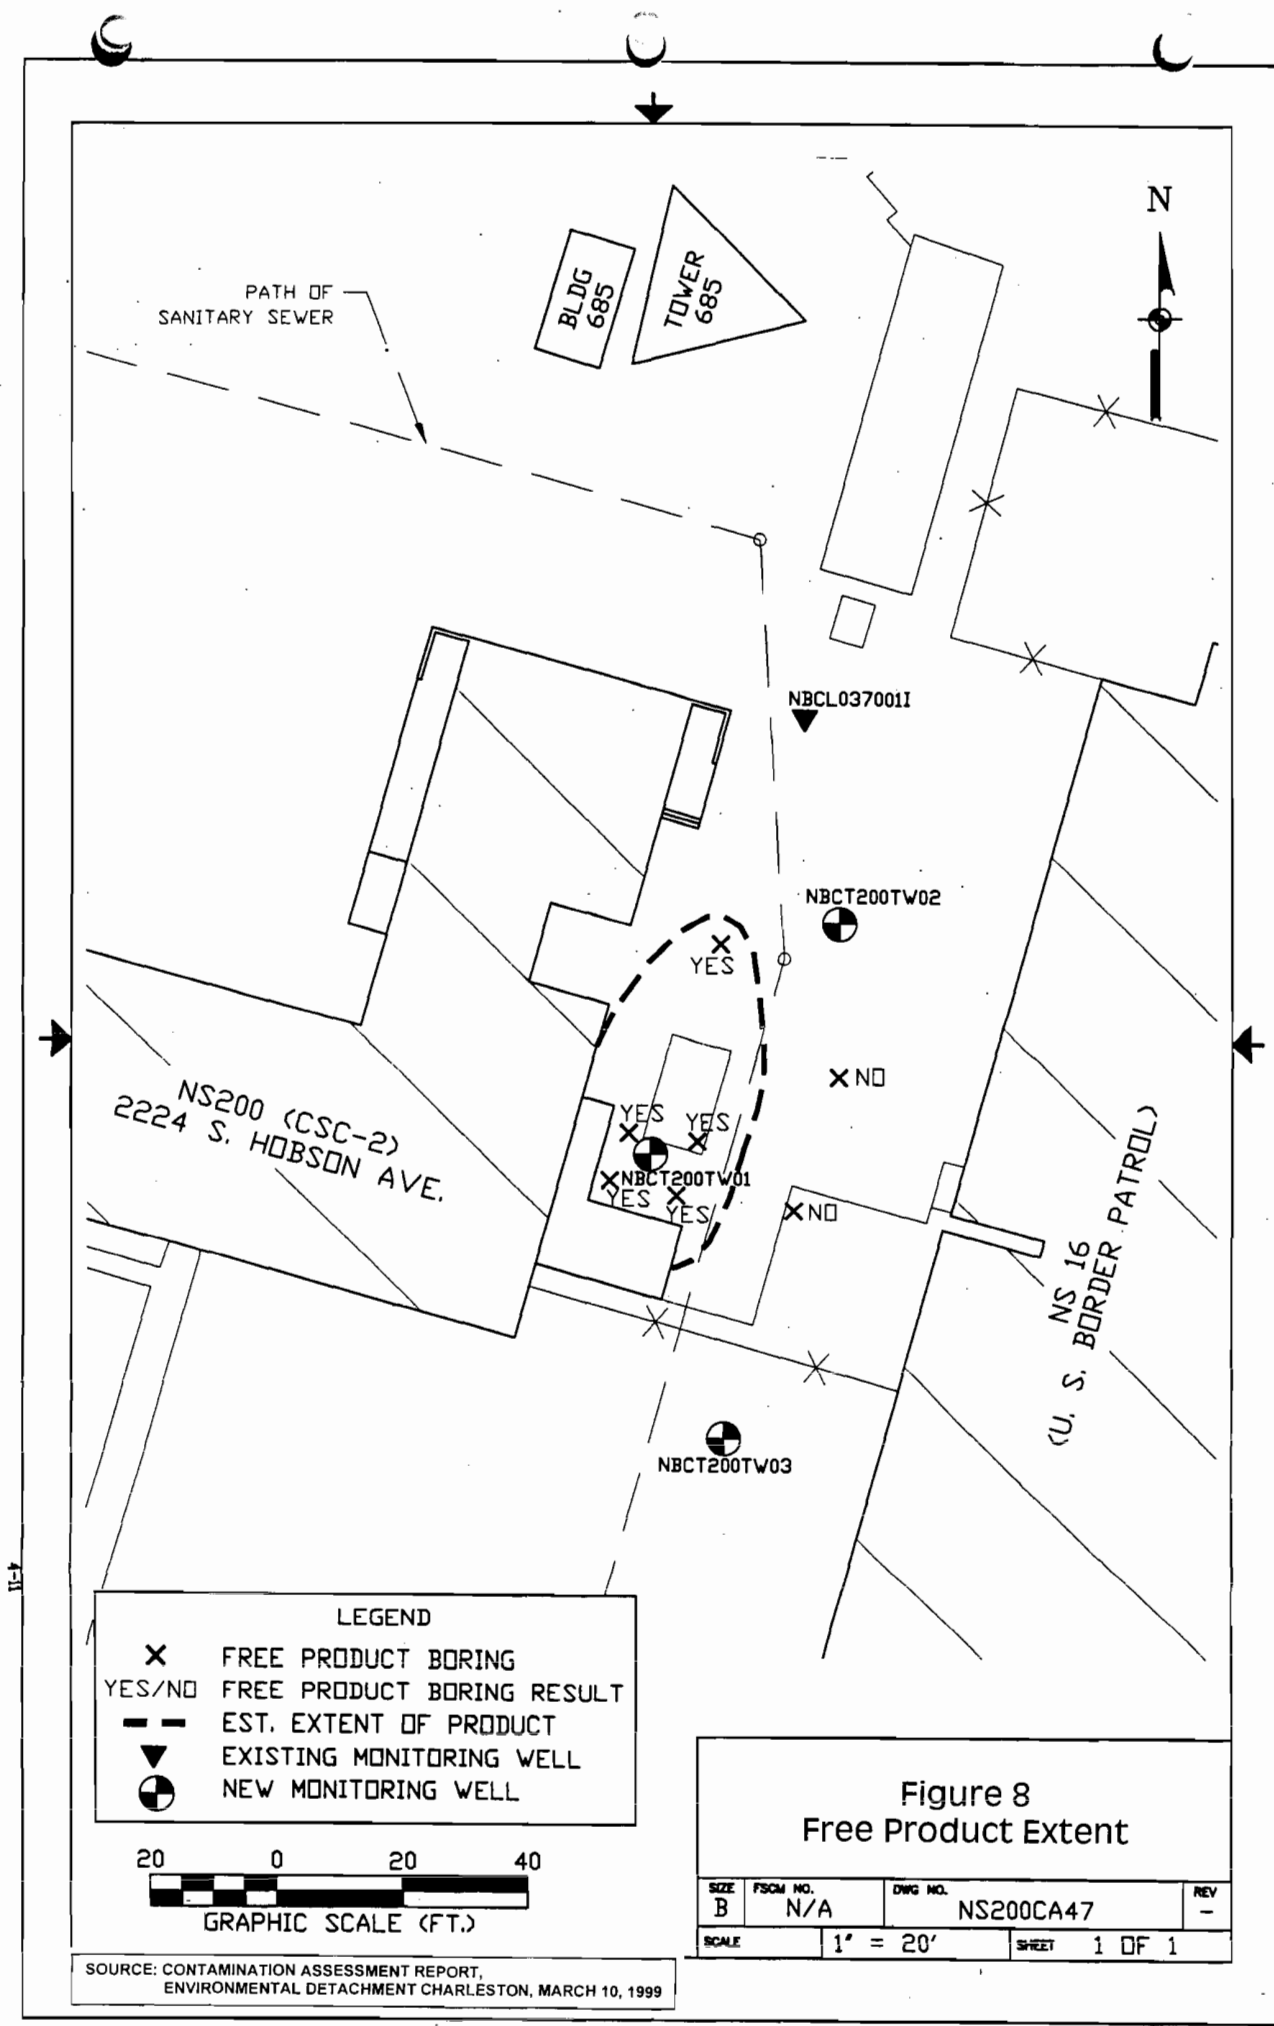 N
PATH OF
SANITARY SEWER
BLDG
685
TOWER
685
NBCL037001I
NBCT200TW02
YES
NO
NS200 (CSC-2)
2224 S. HOBSON AVE.
YES
YES
NBCT200TW01
YES
YES
NO
NS 16
(U. S. BORDER PATROL)
NBCT200TW03
4-11
LEGEND
FREE PRODUCT BORING
YES/NO FREE PRODUCT BORING RESULT
EST. EXTENT OF PRODUCT
EXISTING MONITORING WELL
NEW MONITORING WELL
20 0 20 40
GRAPHIC SCALE (FT.)
Figure 8
Free Product Extent
SIZE FSCM NO. DWG NO. REV
B N/A NS200CA47 -
SCALE 1" = 20' SHEET 1 OF 1
SOURCE: CONTAMINATION ASSESSMENT REPORT,
ENVIRONMENTAL DETACHMENT CHARLESTON, MARCH 10, 1999